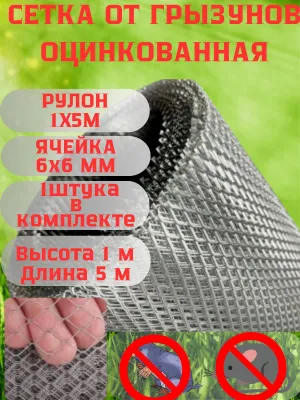 СЕТКА ОТ ГРЫЗУНОВ
ОЦИНКОВАННАЯ
РУЛОН
1Х5М
ЯЧЕЙКА
6х6 ММ
1штука
в
комплекте
Высота 1 м
Длина 5 м